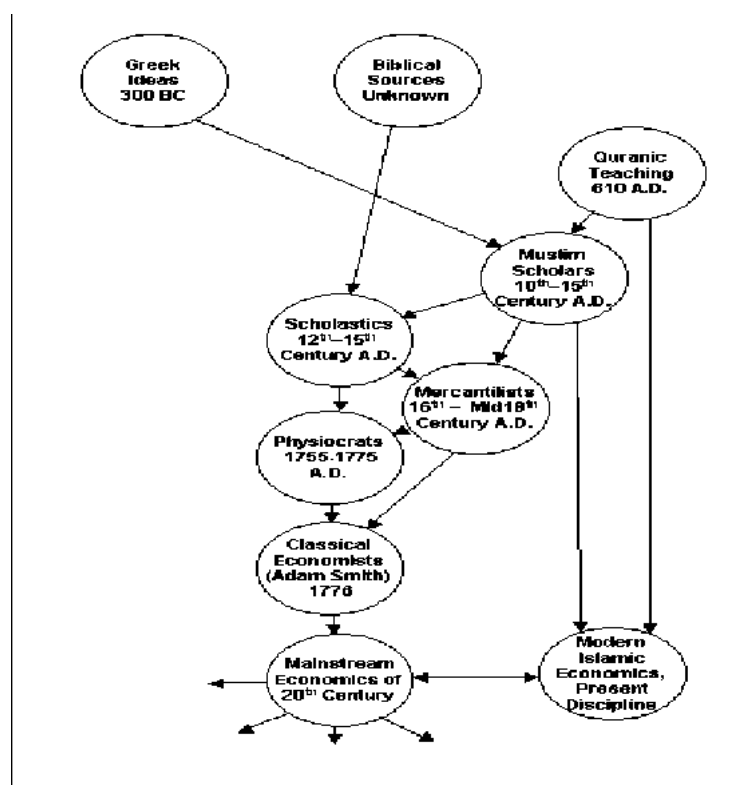 Greek
Ideas
300 BC
Biblical
Sources
Unknown
Quranic
Teaching
610 A.D.
Muslim
Scholars
10th–15th
Century A.D.
Scholastics
12th–15th
Century A.D.
Mercantilists
16th – Mid18th
Century A.D.
Physiocrats
1755-1775
A.D.
Classical
Economists
(Adam Smith)
1776
Mainstream
Economics of
20th Century
Modern
Islamic
Economics,
Present
Discipline